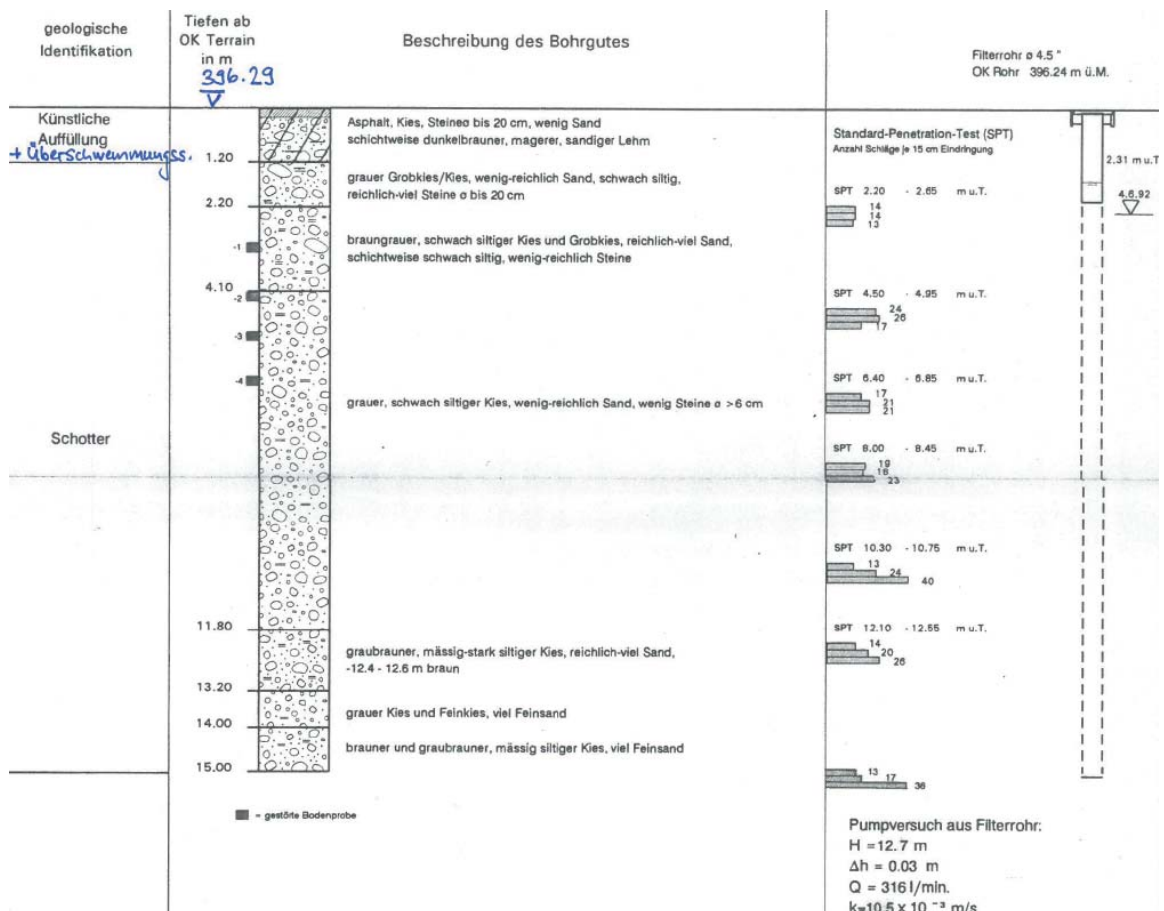 geologische
Identifikation
Tiefen ab
OK Terrain
in m
396.29
Beschreibung des Bohrgutes
Filterrohr ø 4.5 "
OK Rohr 396.24 m ü.M.
Künstliche
Auffüllung
+ Überschwemmungss.
1.20
Asphalt, Kies, Steineø bis 20 cm, wenig Sand
schichtweise dunkelbrauner, magerer, sandiger Lehm
Standard-Penetration-Test (SPT)
Anzahl Schläge je 15 cm Eindringung
2,31 m u.T.
4.6.92
grauer Grobkies/Kies, wenig-reichlich Sand, schwach siltig,
reichlich-viel Steine ø bis 20 cm
2.20
SPT 2.20 - 2.65 m u.T.
14
14
13
-1
braungrauer, schwach siltiger Kies und Grobkies, reichlich-viel Sand,
schichtweise schwach siltig, wenig-reichlich Steine
4.10
-2
SPT 4.50 - 4.95 m u.T.
24
26
17
-3
-4
SPT 6.40 - 6.85 m u.T.
17
21
21
grauer, schwach siltiger Kies, wenig-reichlich Sand, wenig Steine ø >6 cm
Schotter
SPT 8.00 - 8.45 m u.T.
19
18
23
SPT 10.30 - 10.75 m u.T.
13
24
40
11.80
SPT 12.10 - 12.55 m u.T.
14
20
26
graubrauner, mässig-stark siltiger Kies, reichlich-viel Sand,
-12.4 - 12.6 m braun
13.20
grauer Kies und Feinkies, viel Feinsand
14.00
brauner und graubrauner, mässig siltiger Kies, viel Feinsand
15.00
13
17
36
= gestörte Bodenprobe
Pumpversuch aus Filterrohr:
H =12.7 m
Δh = 0.03 m
Q = 316 l/min.
k=10.5 x 10 ⁻³ m/s